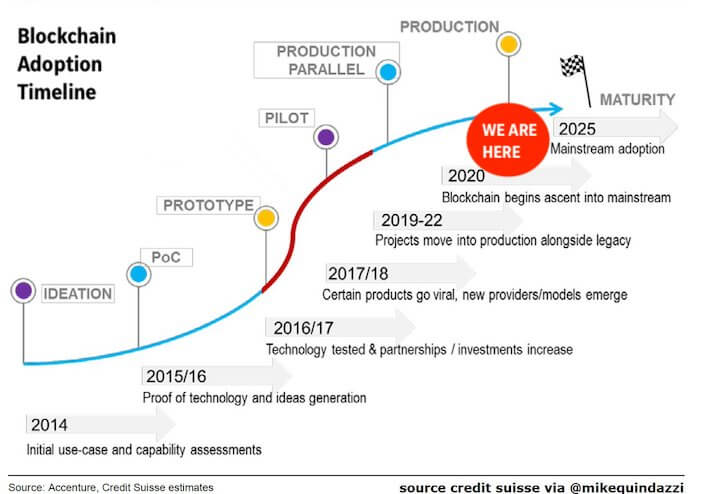 Blockchain
Adoption
Timeline
PRODUCTION
PRODUCTION
PARALLEL
MATURITY
PILOT
WE ARE
HERE
2025
Mainstream adoption
2020
Blockchain begins ascent into mainstream
PROTOTYPE
2019-22
Projects move into production alongside legacy
PoC
2017/18
Certain products go viral, new providers/models emerge
IDEATION
2016/17
Technology tested & partnerships / investments increase
2015/16
Proof of technology and ideas generation
2014
Initial use-case and capability assessments
Source: Accenture, Credit Suisse estimates
source credit suisse via @mikequindazzi